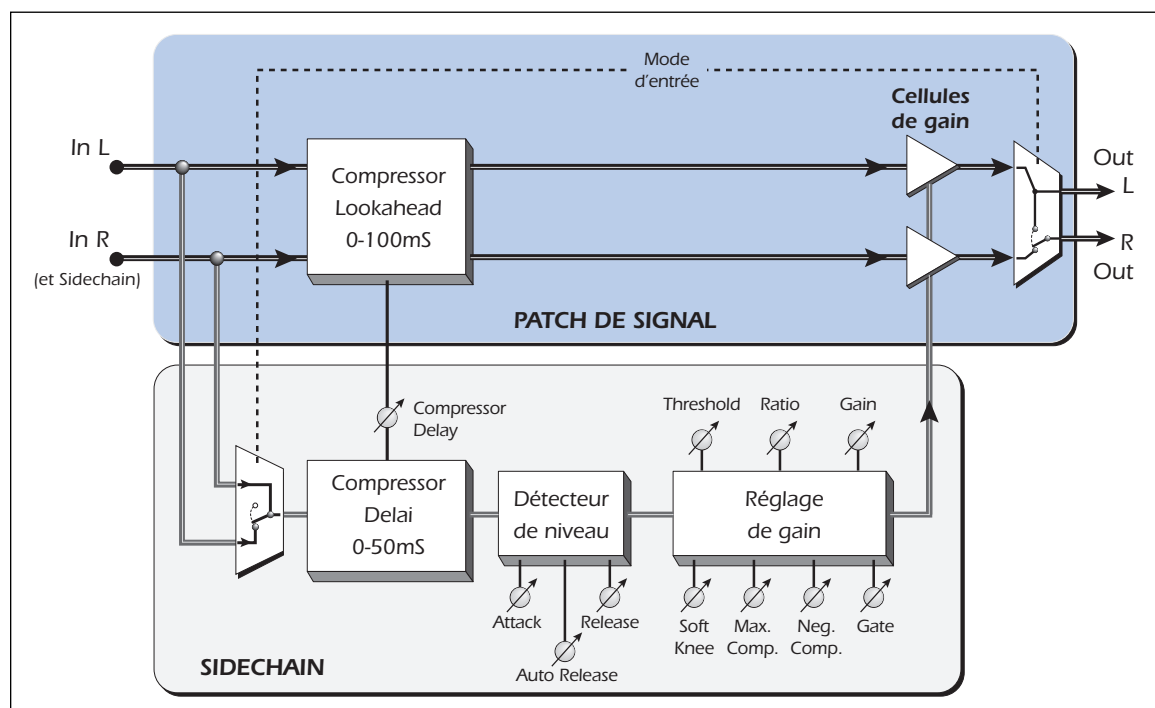 Mode
d'entrée
Cellules
de gain
In L
In R
(et Sidechain)
Compressor
Lookahead
0-100mS
Out
L
R
Out
PATCH DE SIGNAL
Compressor
Delay
Threshold
Ratio
Gain
Compressor
Delai
0-50mS
Détecteur
de niveau
Réglage
de gain
Attack
Release
Auto Release
Soft
Knee
Max.
Comp.
Neg.
Comp.
Gate
SIDECHAIN